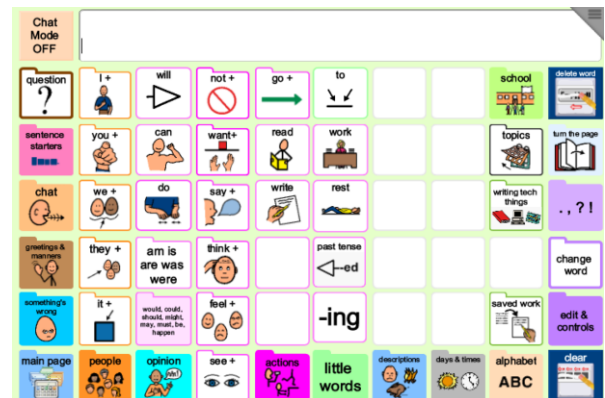 Chat
Mode
OFF
question
I +
will
not +
go +
to
school
delete word
sentence
starters
you +
can
want+
read
work
topics
turn the page
chat
we +
do
say +
write
rest
writing tech
things
. , ? !
greetings &
manners
they +
am is
are was
were
think +
past tense
--ed
change
word
something's
wrong
it +
would, could,
should, might,
may, must, be,
happen
feel +
-ing
saved work
edit &
controls
main page
people
opinion
see +
actions
little
words
descriptions
days & times
alphabet
ABC
clear